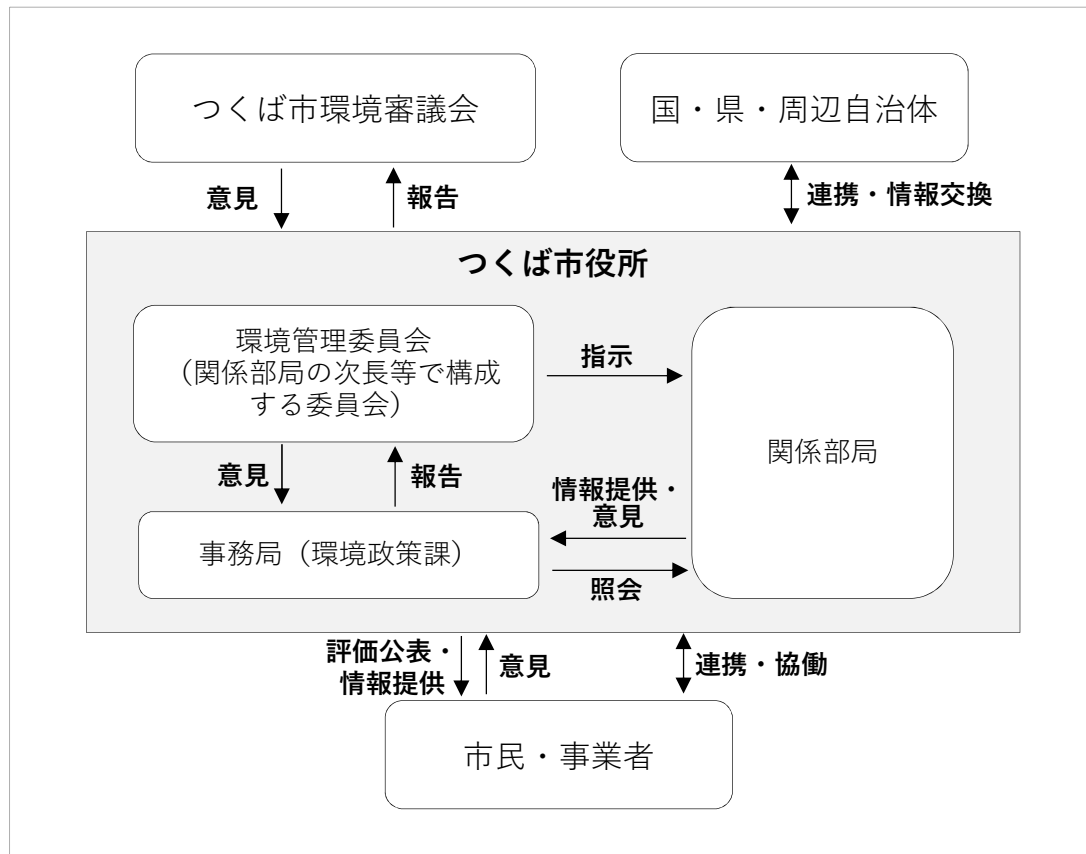 つくば市環境審議会
国・県・周辺自治体
意見
報告
連携・情報交換
つくば市役所
環境管理委員会
（関係部局の次長等で構成
する委員会）
指示
関係部局
意見
報告
情報提供・
意見
事務局（環境政策課）
照会
評価公表・
情報提供
意見
連携・協働
市民・事業者